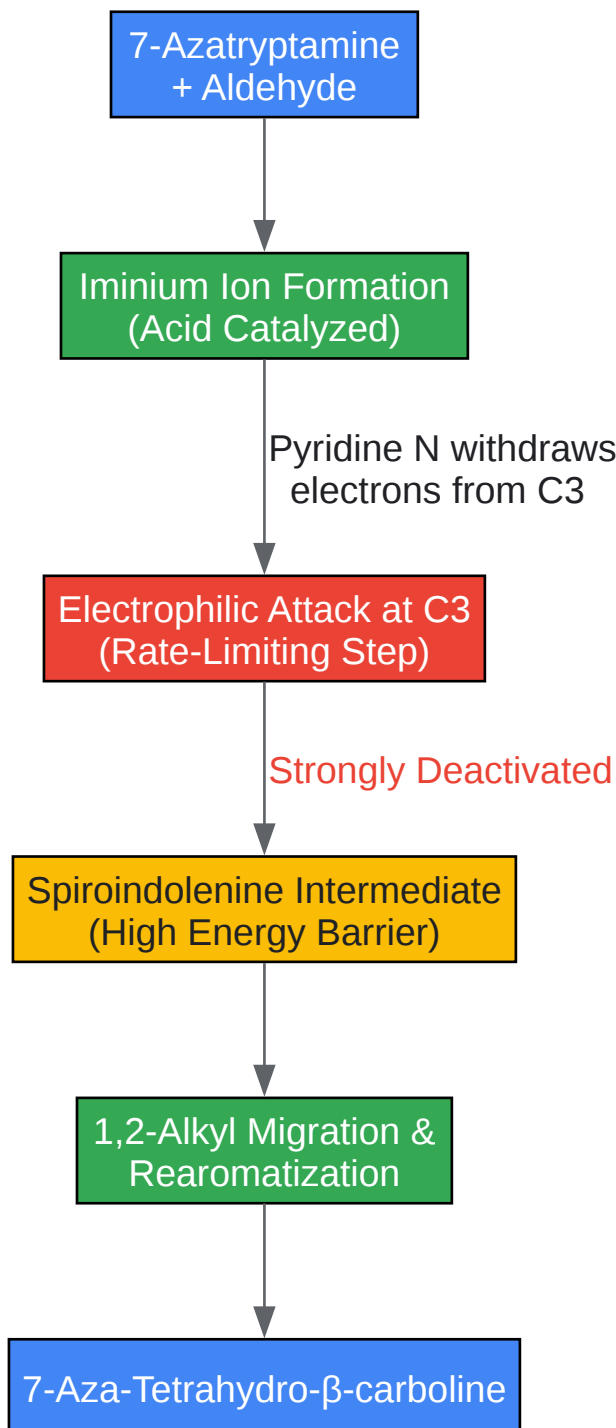 7-Azatryptamine
+ Aldehyde
Iminium Ion Formation
(Acid Catalyzed)
Pyridine N withdraws
electrons from C3
Electrophilic Attack at C3
(Rate-Limiting Step)
Strongly Deactivated
Spiroindolenine Intermediate
(High Energy Barrier)
1,2-Alkyl Migration &
Rearomatization
7-Aza-Tetrahydro-β-carboline